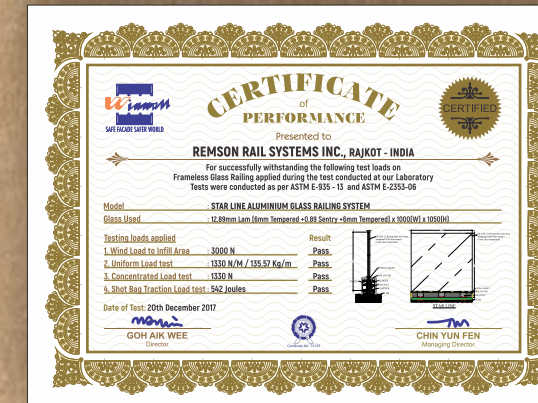 Winwall
SAFE FACADE SAFER WORLD
CERTIFICATE
of
PERFORMANCE
CERTIFIED
Presented to
REMSON RAIL SYSTEMS INC., RAJKOT - INDIA
For successfully withstanding the following test loads on
Frameless Glass Railing applied during the test conducted at our Laboratory
Tests were conducted as per ASTM E-935 - 13 and ASTM E-2353-06
Model : STAR LINE ALUMINIUM GLASS RAILING SYSTEM
Glass Used : 12.89mm Lam (6mm Tempered +0.89 Sentry +6mm Tempered) x 1000(W) x 1050(H)
Testing loads applied Result
1. Wind Load to Infill Area : 3000 N Pass
2. Uniform Load test : 1330 N/M / 135.57 Kg/m Pass
3. Concentrated Load test : 1330 N Pass
4. Shot Bag Traction Load test : 542 Joules Pass
STAR LINE
Date of Test: 20th December 2017
GOH AIK WEE
Director
CHIN YUN FEN
Managing Director